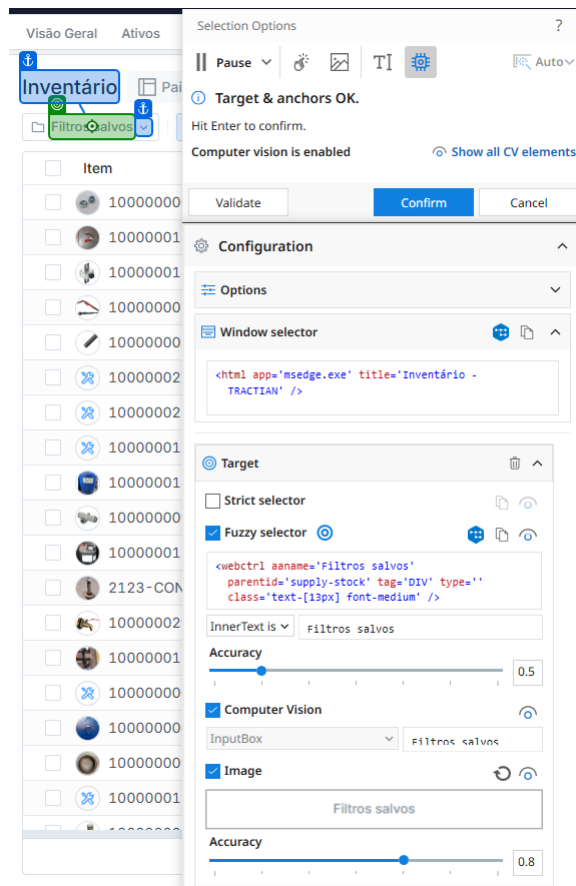 Visão Geral Ativos
Inventário Pai
Filtros salvos
Item
10000000
10000001
10000001
10000000
10000000
10000002
10000002
10000001
10000001
10000000
10000001
2123-CON
10000002
10000001
10000000
10000000
10000000
10000001
Selection Options ?
Pause TI Auto
Target & anchors OK.
Hit Enter to confirm.
Computer vision is enabled Show all CV elements
Validate Confirm Cancel
Configuration
Options
Window selector
<html app='msedge.exe' title='Inventário -
TRACTIAN' />
Target
Strict selector
Fuzzy selector
<webctrl aaname='Filtros salvos'
parentid='supply-stock' tag='DIV' type=''
class='text-[13px] font-medium' />
InnerText is Filtros salvos
Accuracy
0.5
Computer Vision
InputBox Filtros salvos
Image
Filtros salvos
Accuracy
0.8